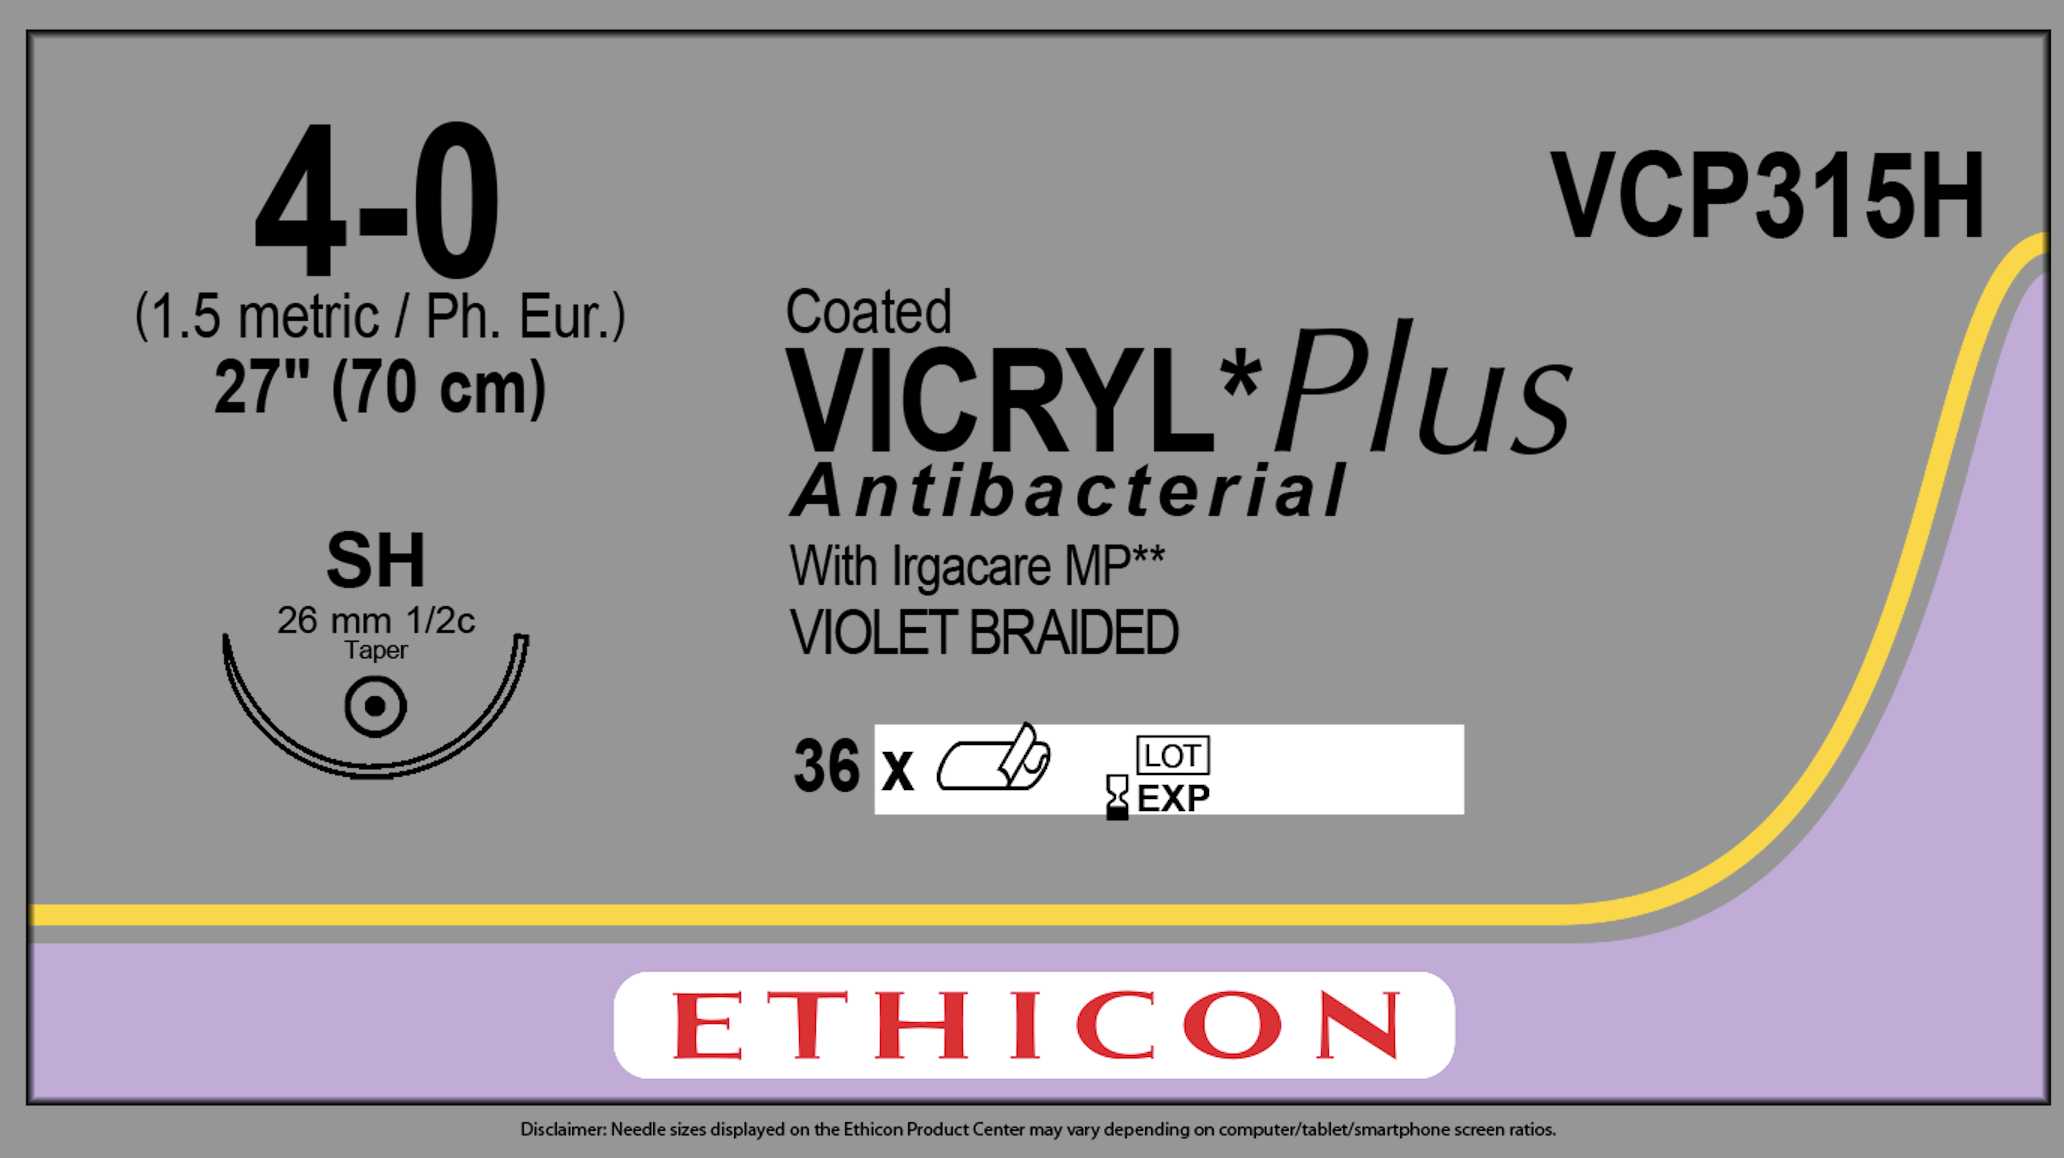 4-0
(1.5 metric / Ph. Eur.)
27" (70 cm)
SH
26 mm 1/2c
Taper
VCP315H
Coated
VICRYL*Plus
Antibacterial
With Irgacare MP**
VIOLET BRAIDED
36 x
LOT
EXP
ETHICON
Disclaimer: Needle sizes displayed on the Ethicon Product Center may vary depending on computer/tablet/smartphone screen ratios.